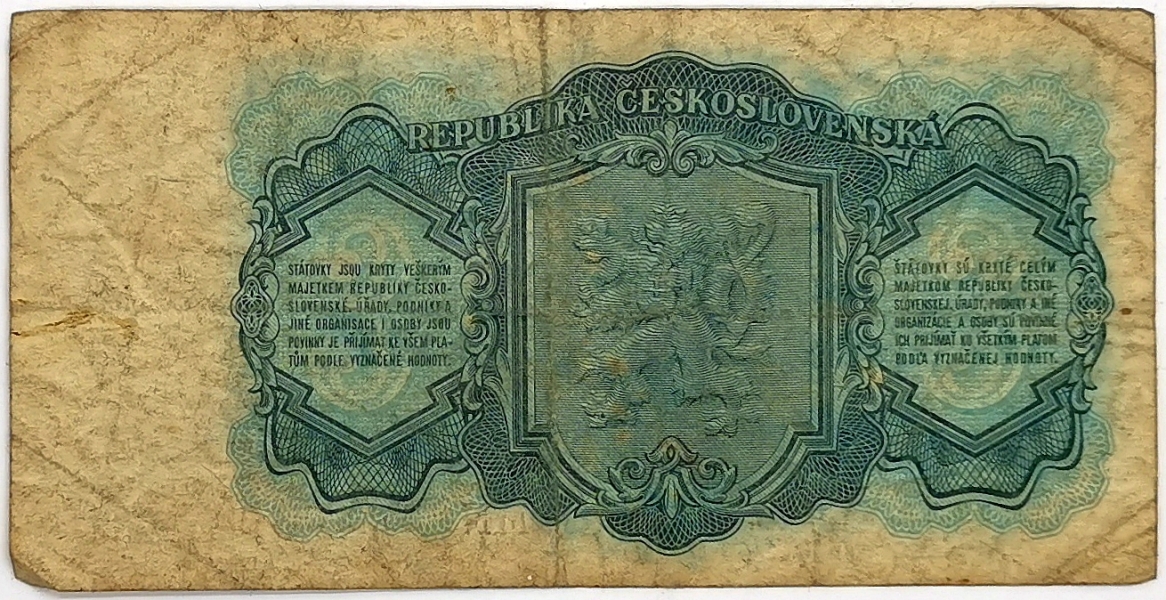 REPUBLIKA ČESKOSLOVENSKÁ
STÁTOVKY JSOU KRYTY VEŠKERÝM
MAJETKEM REPUBLIKY ČESKO-
SLOVENSKÉ. ÚŘADY, PODNIKY A
JINÉ ORGANISACE I OSOBY JSOU
POVINNY JE PŘIJÍMAT KE VŠEM PLA-
TŮM PODLE VYZNAČENÉ HODNOTY.
ŠTÁTOVKY SÚ KRYTÉ CELÝM
MAJETKOM REPUBLIKY ČESKO-
SLOVENSKEJ. ÚRADY, PODNIKY A INÉ
ORGANIZÁCIE A OSOBY SÚ POVINNÉ
ICH PRIJÍMAŤ KU VŠETKÝM PLATOM
PODĽA VYZNAČENEJ HODNOTY.